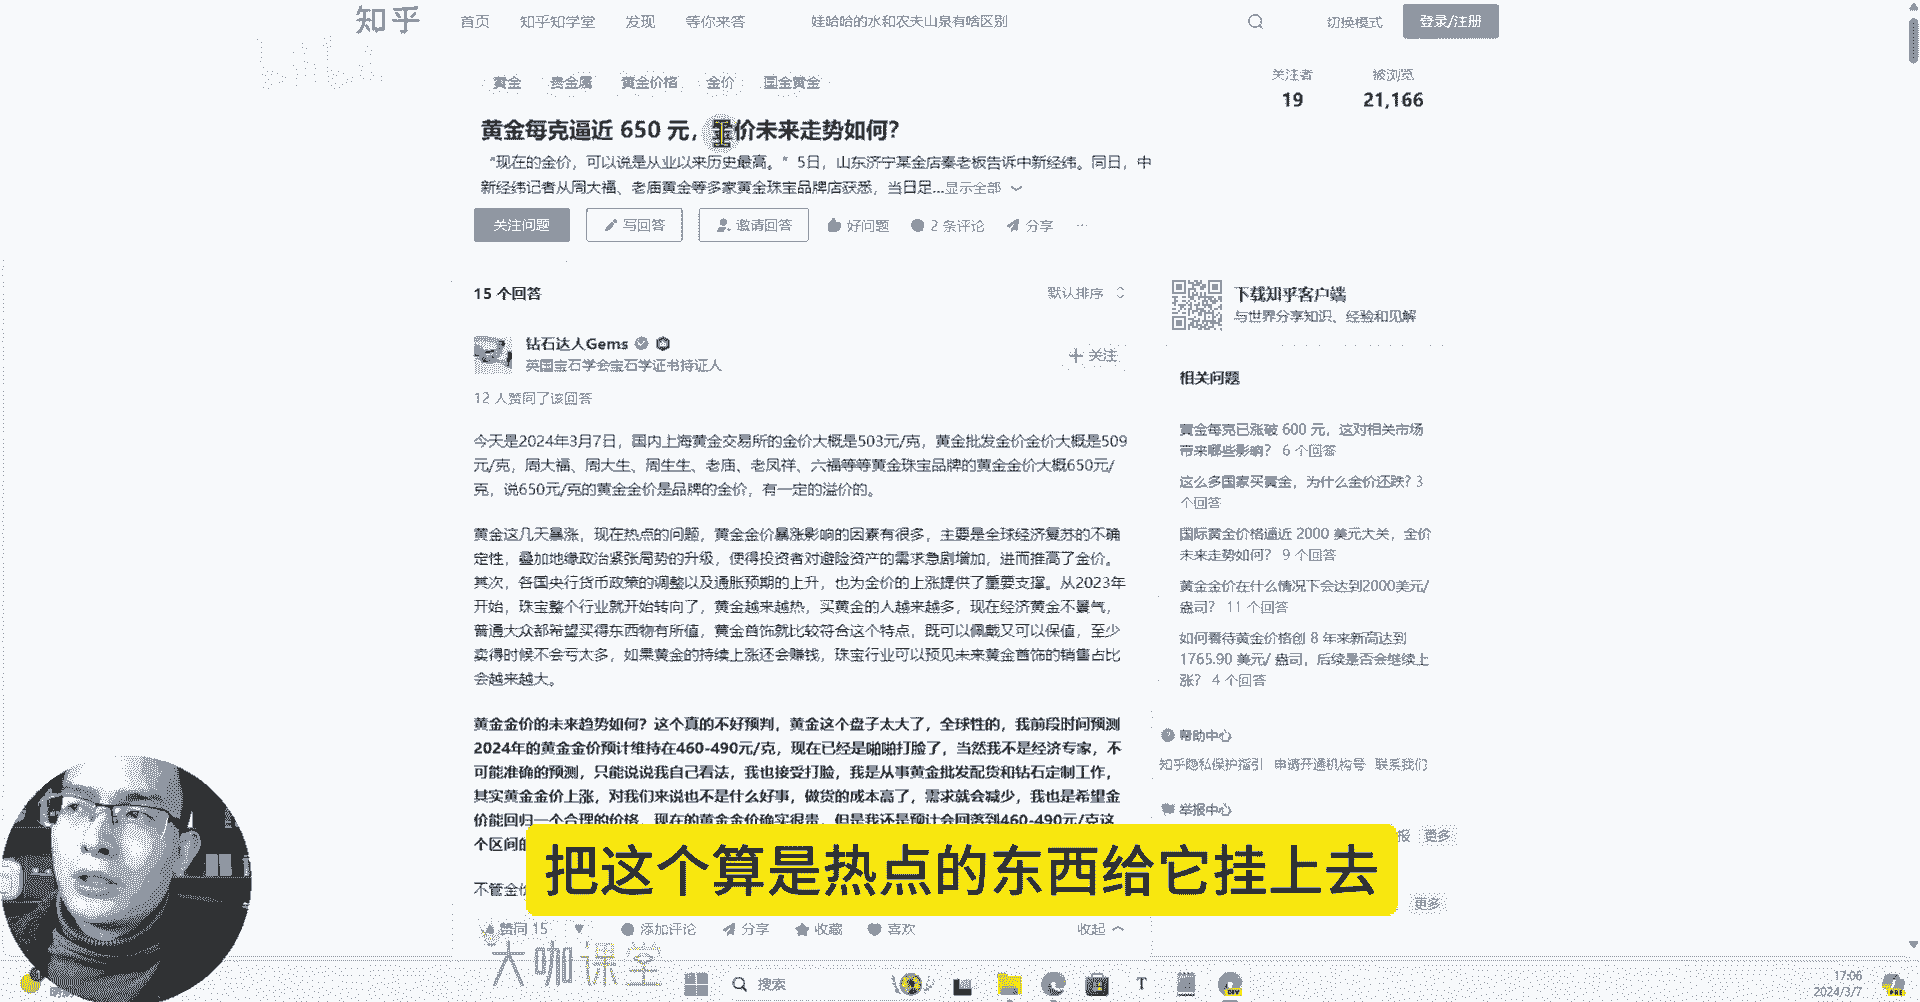 知乎
首页 知乎知学堂 发现 等你来答 娃哈哈的水和农夫山泉有啥区别 切换模式 登录/注册
bilibili
黄金 贵金属 黄金价格 金价 国金黄金
关注者 被浏览
19 21,166
黄金每克逼近 650 元，金价未来走势如何？
“现在的金价，可以说是从业以来历史最高。”5日，山东济宁某金店秦老板告诉中新经纬。同日，中
新经纬记者从周大福、老庙黄金等多家黄金珠宝品牌店获悉，当日足...显示全部
关注问题 写回答 邀请回答 好问题 2 条评论 分享 ...
15 个回答 默认排序
钻石达人Gems
英国宝石学会宝石学证书持证人
+ 关注
12 人赞同了该回答
今天是2024年3月7日，国内上海黄金交易所的金价大概是503元/克，黄金批发金价金价大概是509
元/克，周大福、周大生、周生生、老庙、老凤祥、六福等等黄金珠宝品牌的黄金金价大概650元/
克，说650元/克的黄金金价是品牌的金价，有一定的溢价的。
黄金这几天暴涨，现在热点的问题，黄金金价暴涨影响的因素有很多，主要是全球经济复苏的不确
定性，叠加地缘政治紧张局势的升级，使得投资者对避险资产的需求急剧增加，进而推高了金价。
其次，各国央行货币政策的调整以及通胀预期的上升，也为金价的上涨提供了重要支撑。从2023年
开始，珠宝整个行业就开始转向了，黄金越来越热，买黄金的人越来越多，现在经济黄金不景气，
普通大众都希望买得东西物有所值，黄金首饰就比较符合这个特点，既可以佩戴又可以保值，至少
卖得时候不会亏太多，如果黄金的持续上涨还会赚钱，珠宝行业可以预见未来黄金首饰的销售占比
会越来越大。
黄金金价的未来趋势如何？这个真的不好预判，黄金这个盘子太大了，全球性的，我前段时间预测
2024年的黄金金价预计维持在460-490元/克，现在已经是啪啪打脸了，当然我不是经济专家，不
可能准确的预测，只能说说我自己看法，我也接受打脸，我是从事黄金批发配货和钻石定制工作，
其实黄金金价上涨，对我们来说也不是什么好事，做货的成本高了，需求就会减少，我也是希望金
价能回归一个合理的价格，现在的黄金金价确实很贵，但是我还是预计会回落到460-490元/克这
个区间的
不管金价
赞同 15 添加评论 分享 收藏 喜欢 收起
下载知乎客户端
与世界分享知识、经验和见解
相关问题
黄金每克已涨破 600 元，这对相关市场
带来哪些影响？ 6 个回答
这么多国家买黄金，为什么金价还跌？3
个回答
国际黄金价格逼近 2000 美元大关，金价
未来走势如何？ 9 个回答
黄金金价在什么情况下会达到2000美元/
盎司？ 11 个回答
如何看待黄金价格创 8 年来新高达到
1765.90 美元/ 盎司，后续是否会继续上
涨？ 4 个回答
帮助中心
知乎隐私保护指引 申请开通机构号 联系我们
举报中心
报 更多
更多
把这个算是热点的东西给它挂上去
大咖课堂
搜索
17:06
2024/3/7